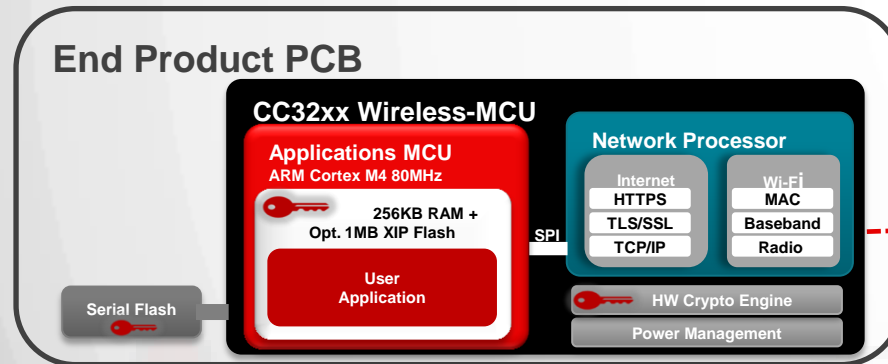 End Product PCB
CC32xx Wireless-MCU
Applications MCU
ARM Cortex M4 80MHz
256KB RAM +
Opt. 1MB XIP Flash
User
Application
SPI
Network Processor
Internet
HTTPS
TLS/SSL
TCP/IP
Wi-Fi
MAC
Baseband
Radio
HW Crypto Engine
Power Management
Serial Flash